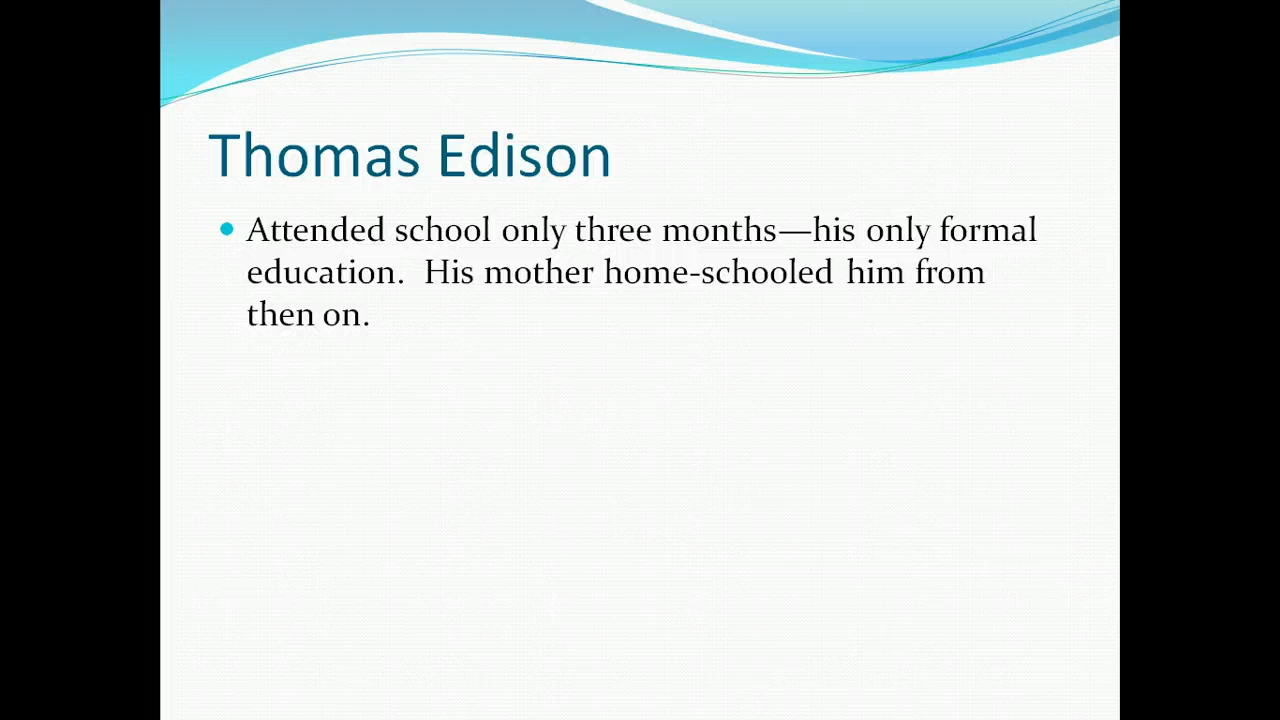 Thomas Edison
Attended school only three months—his only formal
education.  His mother home-schooled him from
then on.